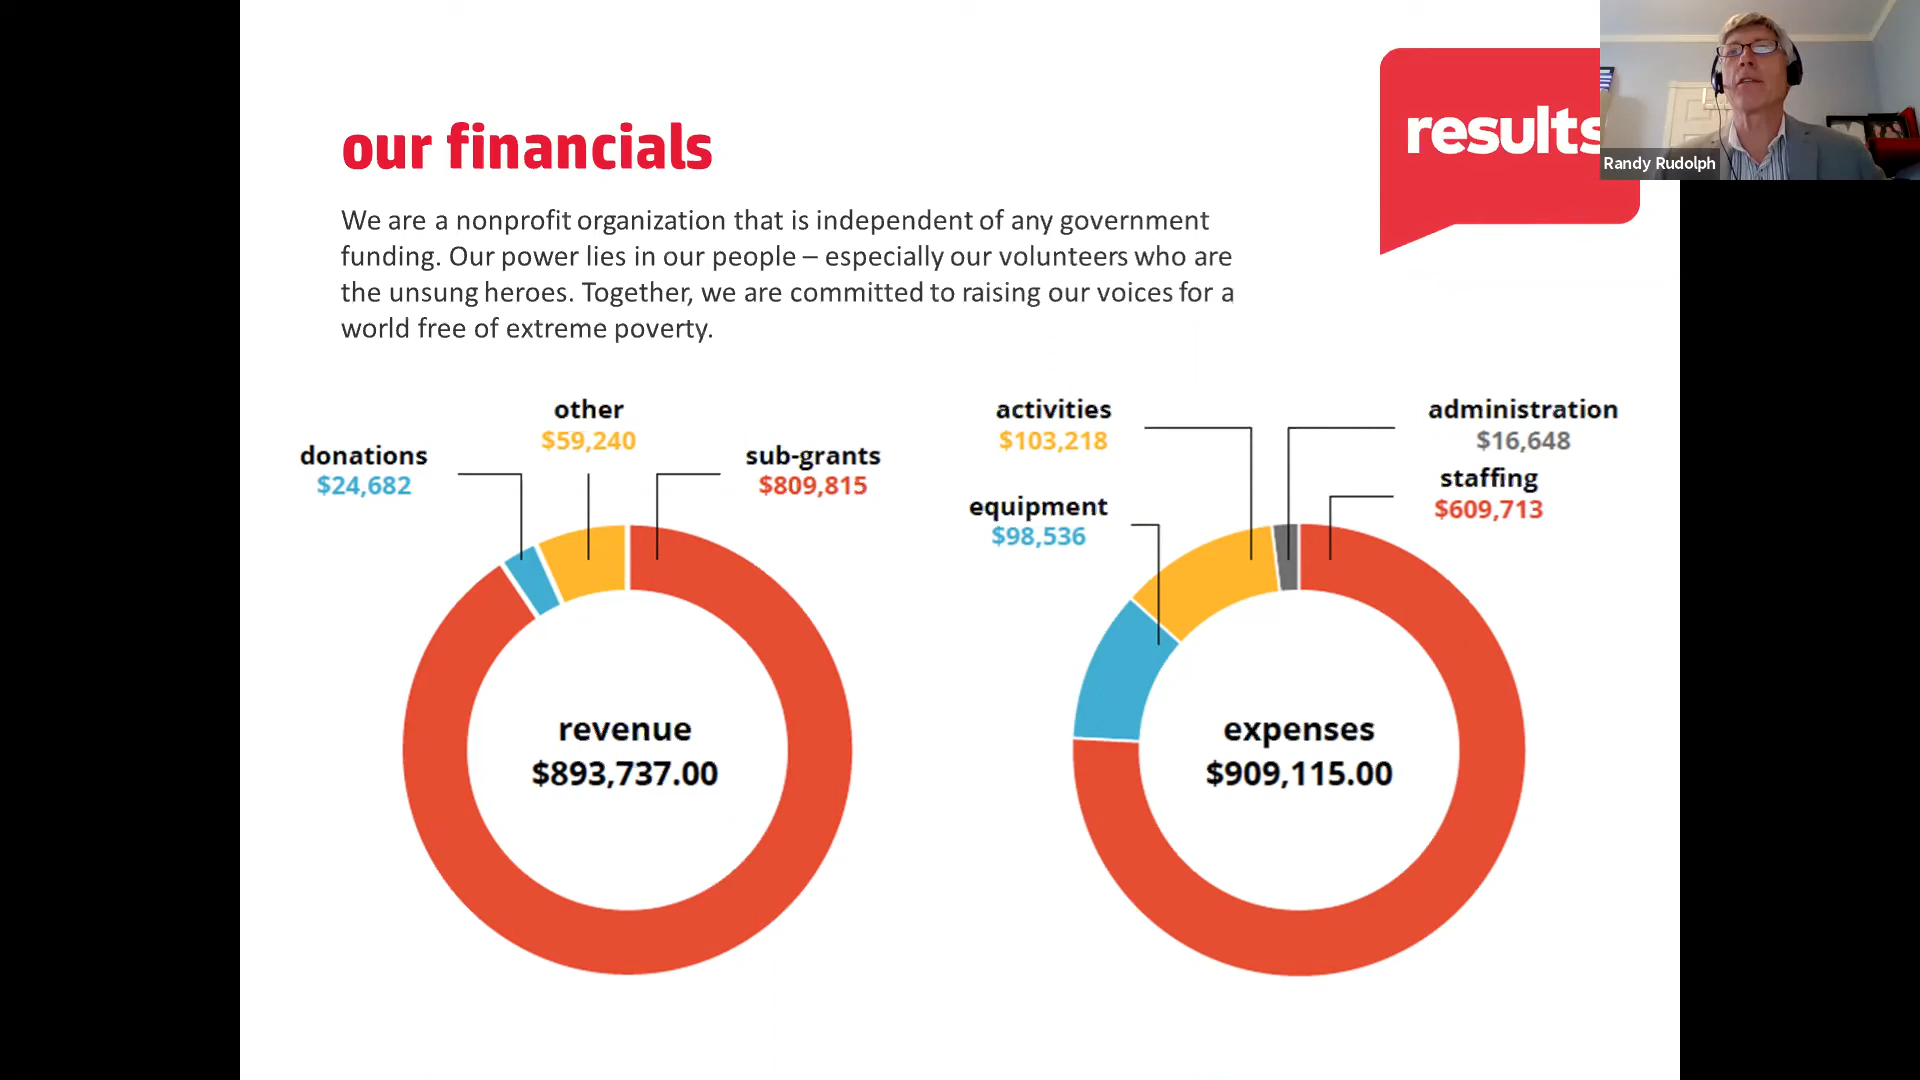 results
Randy Rudolph
our financials
We are a nonprofit organization that is independent of any government
funding. Our power lies in our people – especially our volunteers who are
the unsung heroes. Together, we are committed to raising our voices for a
world free of extreme poverty.
other
$59,240
donations
$24,682
sub-grants
$809,815
revenue
$893,737.00
activities
$103,218
administration
$16,648
staffing
$609,713
equipment
$98,536
expenses
$909,115.00